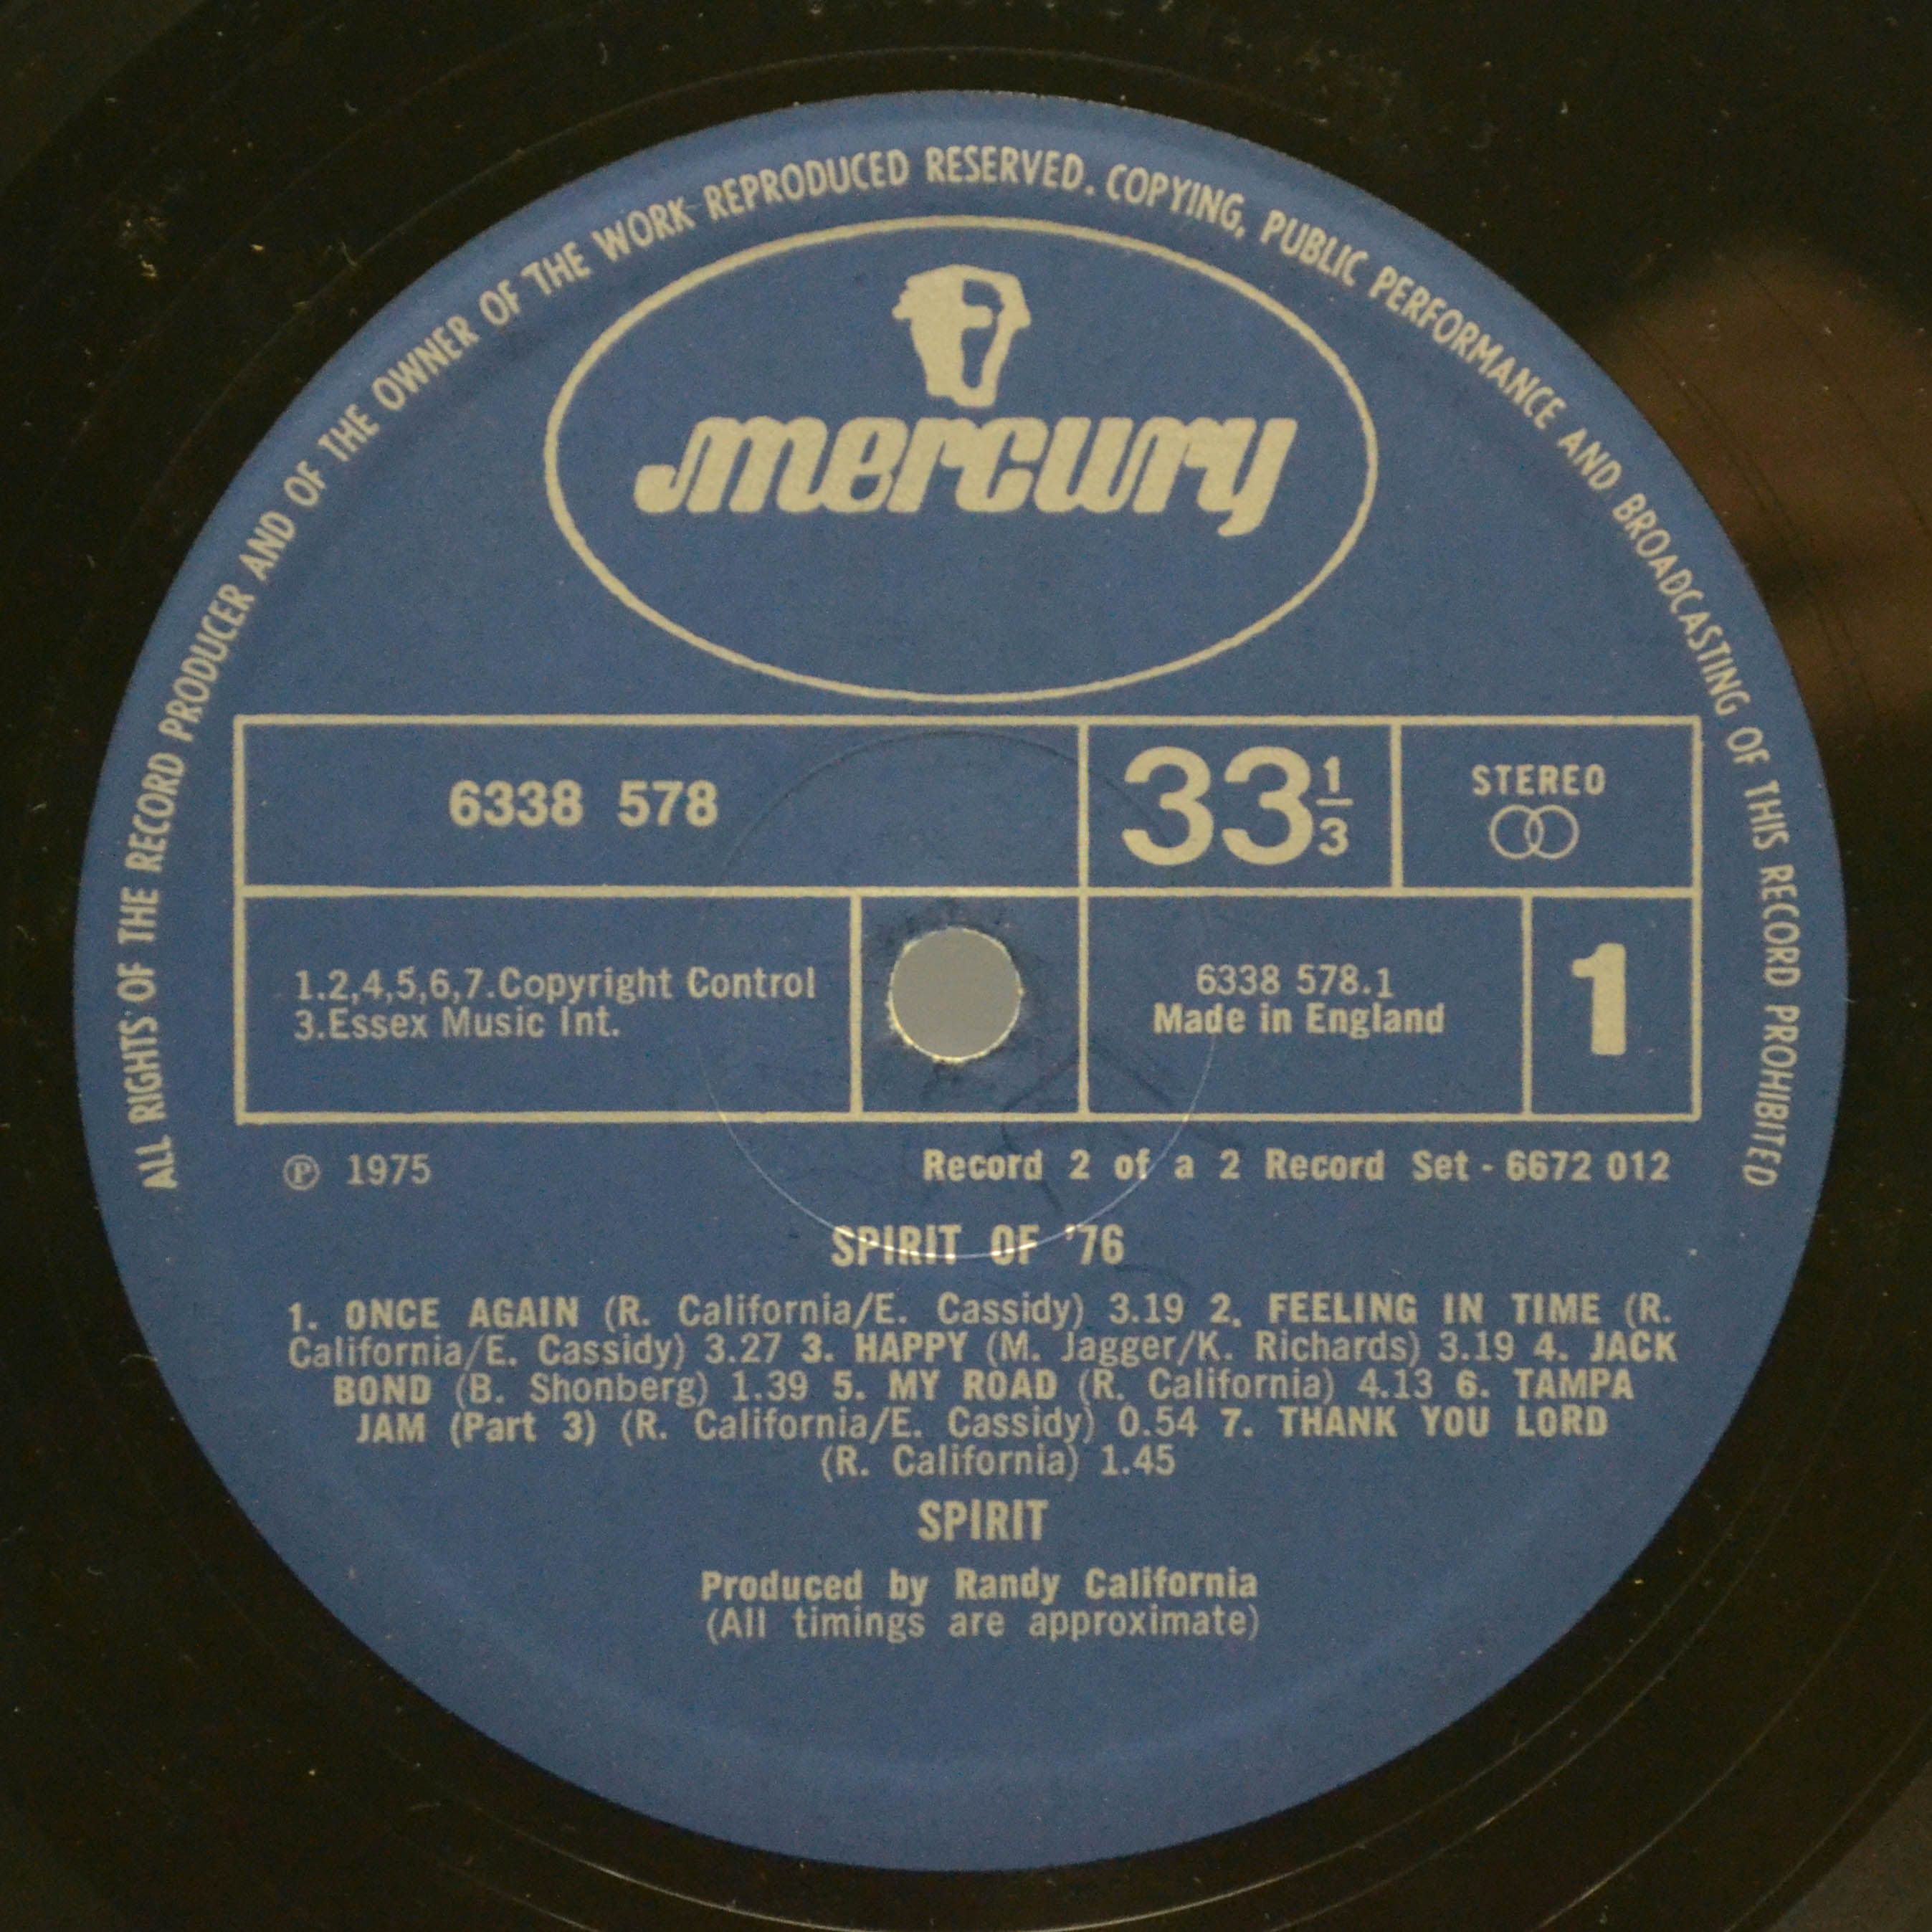 ALL RIGHTS OF THE RECORD PRODUCER AND OF THE OWNER OF THE WORK REPRODUCED RESERVED. COPYING, PUBLIC PERFORMANCE AND BROADCASTING OF THIS RECORD PROHIBITED
mercury
6338 578
33 1/3
STEREO
1.2,4,5,6,7.Copyright Control
3.Essex Music Int.
6338 578.1
Made in England
1
℗ 1975
Record 2 of a 2 Record Set - 6672 012
SPIRIT OF '76
1. ONCE AGAIN (R. California/E. Cassidy) 3.19 2. FEELING IN TIME (R.
California/E. Cassidy) 3.27 3. HAPPY (M. Jagger/K. Richards) 3.19 4. JACK
BOND (B. Shonberg) 1.39 5. MY ROAD (R. California) 4.13 6. TAMPA
JAM (Part 3) (R. California/E. Cassidy) 0.54 7. THANK YOU LORD
(R. California) 1.45
SPIRIT
Produced by Randy California
(All timings are approximate)